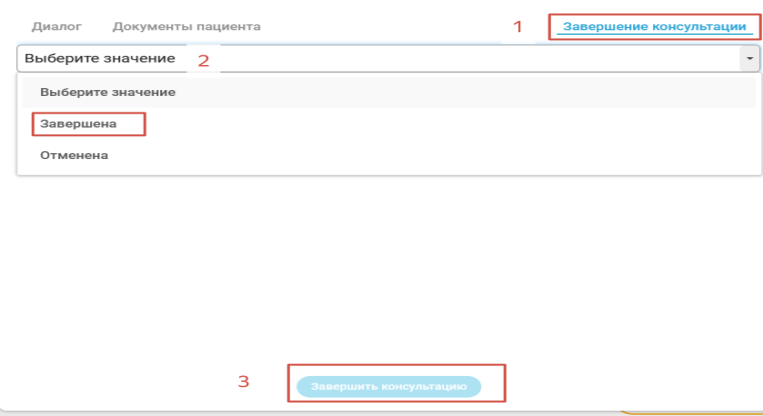 Диалог Документы пациента 1 Завершение консультации
Выберите значение 2
Выберите значение
Завершена
Отменена
3 Завершить консультацию